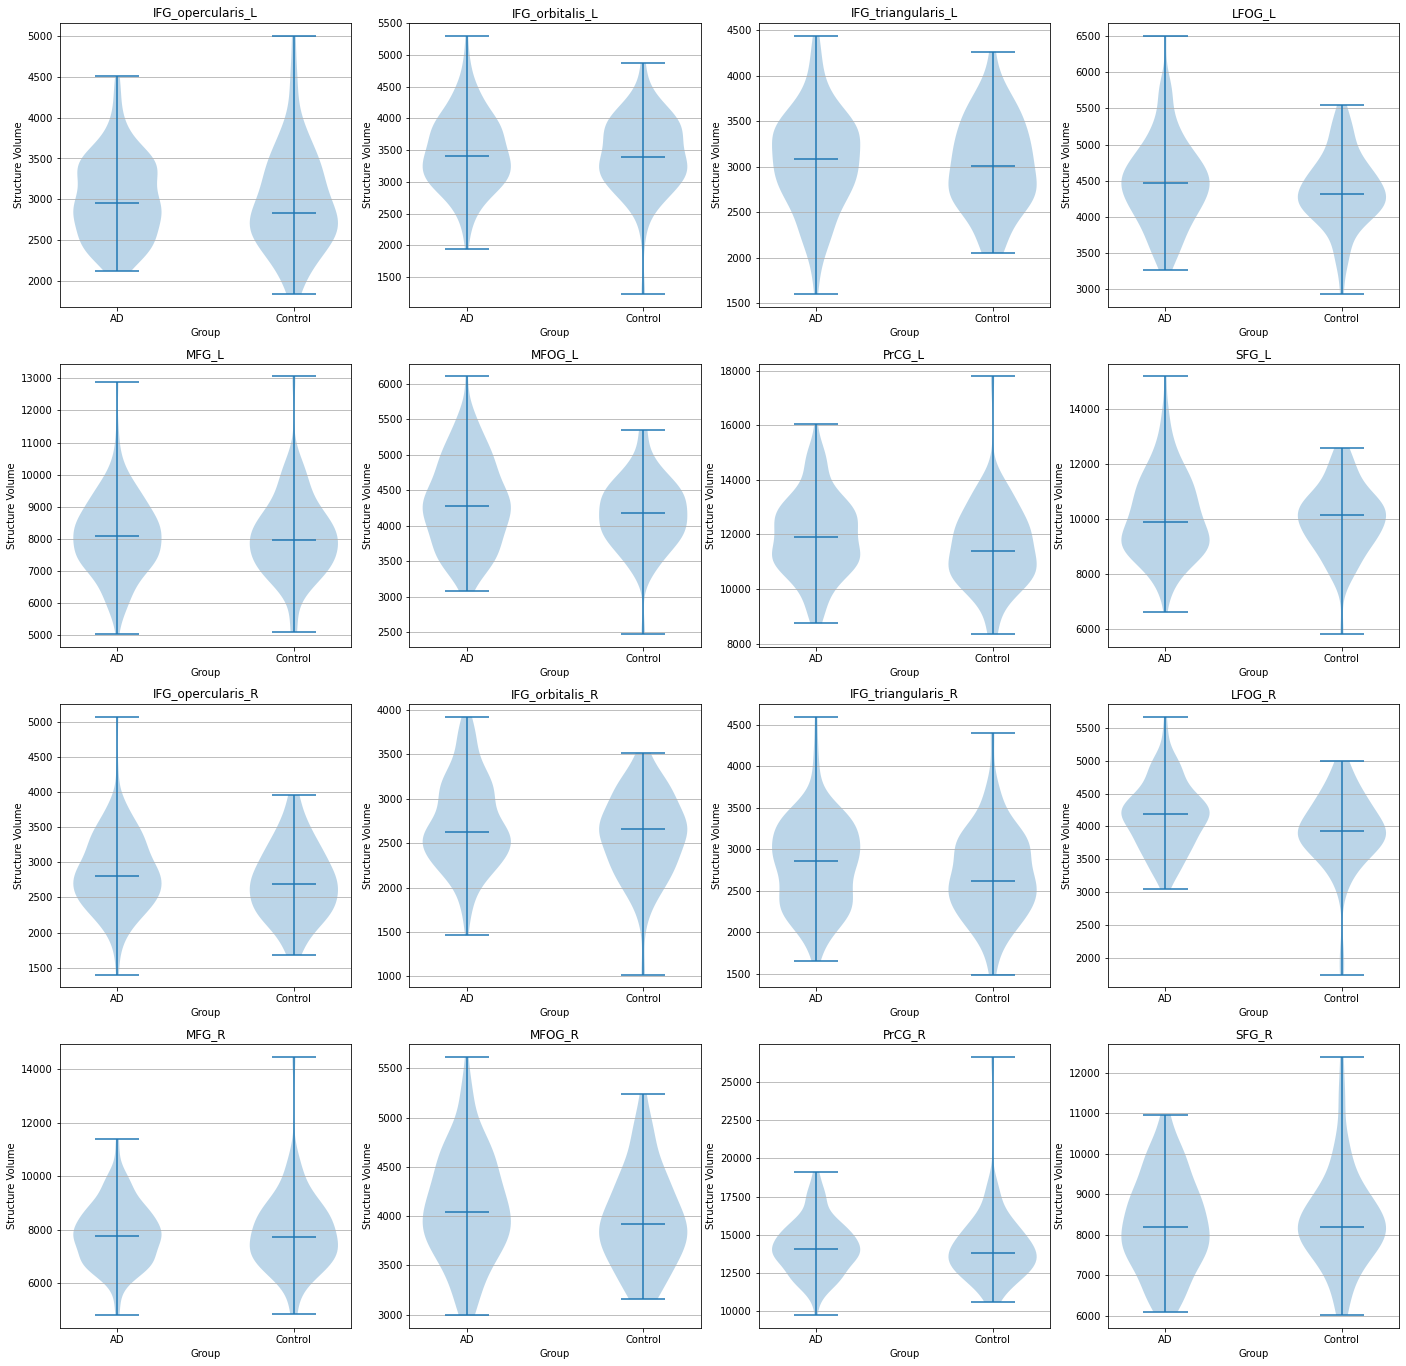 IFG_opercularis_L
5000
4500
4000
3500
3000
2500
2000
Structure Volume
AD
Control
Group
IFG_orbitalis_L
5500
5000
4500
4000
3500
3000
2500
2000
1500
Structure Volume
AD
Control
Group
IFG_triangularis_L
4500
4000
3500
3000
2500
2000
1500
Structure Volume
AD
Control
Group
LFOG_L
6500
6000
5500
5000
4500
4000
3500
3000
Structure Volume
AD
Control
Group
MFG_L
13000
12000
11000
10000
9000
8000
7000
6000
5000
Structure Volume
AD
Control
Group
MFOG_L
6000
5500
5000
4500
4000
3500
3000
2500
Structure Volume
AD
Control
Group
PrCG_L
18000
16000
14000
12000
10000
8000
Structure Volume
AD
Control
Group
SFG_L
14000
12000
10000
8000
6000
Structure Volume
AD
Control
Group
IFG_opercularis_R
5000
4500
4000
3500
3000
2500
2000
1500
Structure Volume
AD
Control
Group
IFG_orbitalis_R
4000
3500
3000
2500
2000
1500
1000
Structure Volume
AD
Control
Group
IFG_triangularis_R
4500
4000
3500
3000
2500
2000
1500
Structure Volume
AD
Control
Group
LFOG_R
5500
5000
4500
4000
3500
3000
2500
2000
Structure Volume
AD
Control
Group
MFG_R
14000
12000
10000
8000
6000
Structure Volume
AD
Control
Group
MFOG_R
5500
5000
4500
4000
3500
3000
Structure Volume
AD
Control
Group
PrCG_R
25000
22500
20000
17500
15000
12500
10000
Structure Volume
AD
Control
Group
SFG_R
12000
11000
10000
9000
8000
7000
6000
Structure Volume
AD
Control
Group